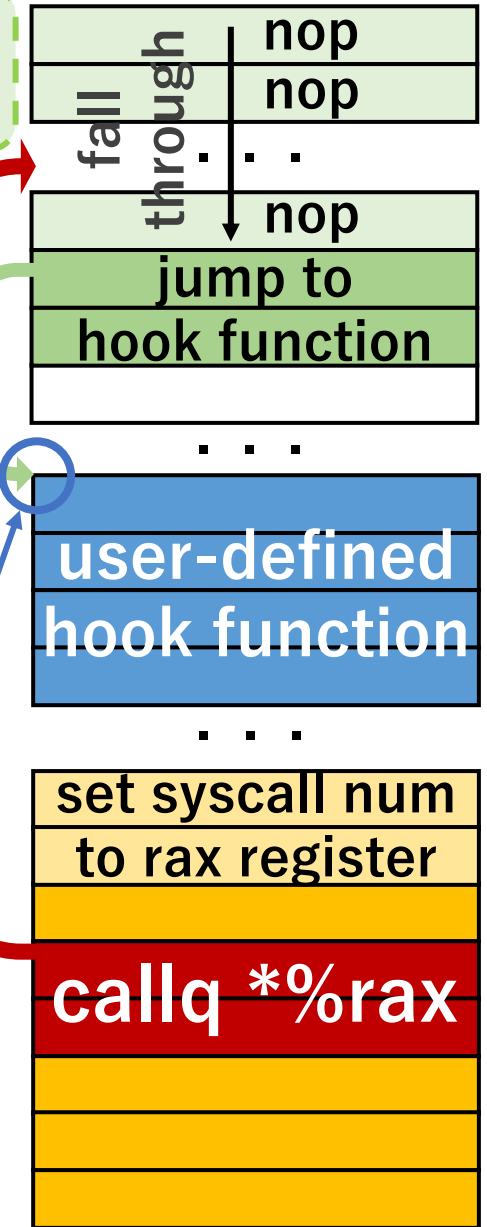 nop
nop
fall
through
. . .
nop
jump to
hook function
. . .
user-defined
hook function
. . .
set syscall num
to rax register
callq *%rax